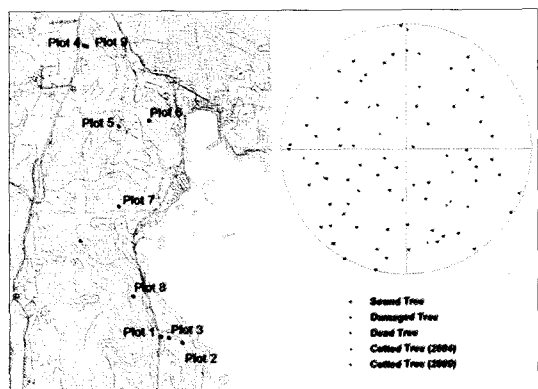 Plot 4
Plot 9
Plot 6
Plot 5
Plot 7
Plot 8
Plot 1
Plot 3
Plot 2
Sound Tree
Damaged Tree
Dead Tree
Cutted Tree (2004)
Cutted Tree (2005)